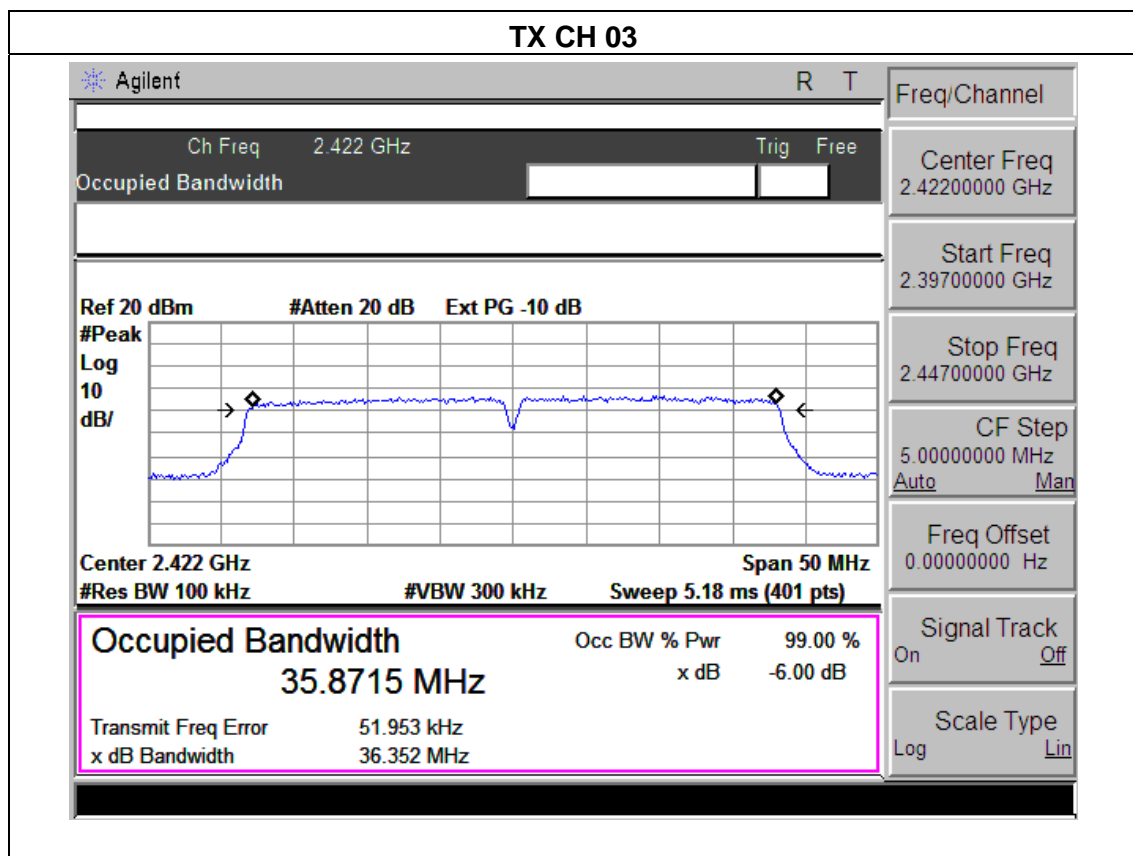 TX CH 03
Agilent R T
Freq/Channel
Ch Freq 2.422 GHz Trig Free
Occupied Bandwidth
Center Freq
2.42200000 GHz
Start Freq
2.39700000 GHz
Ref 20 dBm #Atten 20 dB Ext PG -10 dB
#Peak
Log
10
dB/
Stop Freq
2.44700000 GHz
CF Step
5.00000000 MHz
Auto Man
Freq Offset
0.00000000 Hz
Center 2.422 GHz Span 50 MHz
#Res BW 100 kHz #VBW 300 kHz Sweep 5.18 ms (401 pts)
Occupied Bandwidth Occ BW % Pwr 99.00 %
35.8715 MHz x dB -6.00 dB
Signal Track
On Off
Transmit Freq Error 51.953 kHz
x dB Bandwidth 36.352 MHz
Scale Type
Log Lin